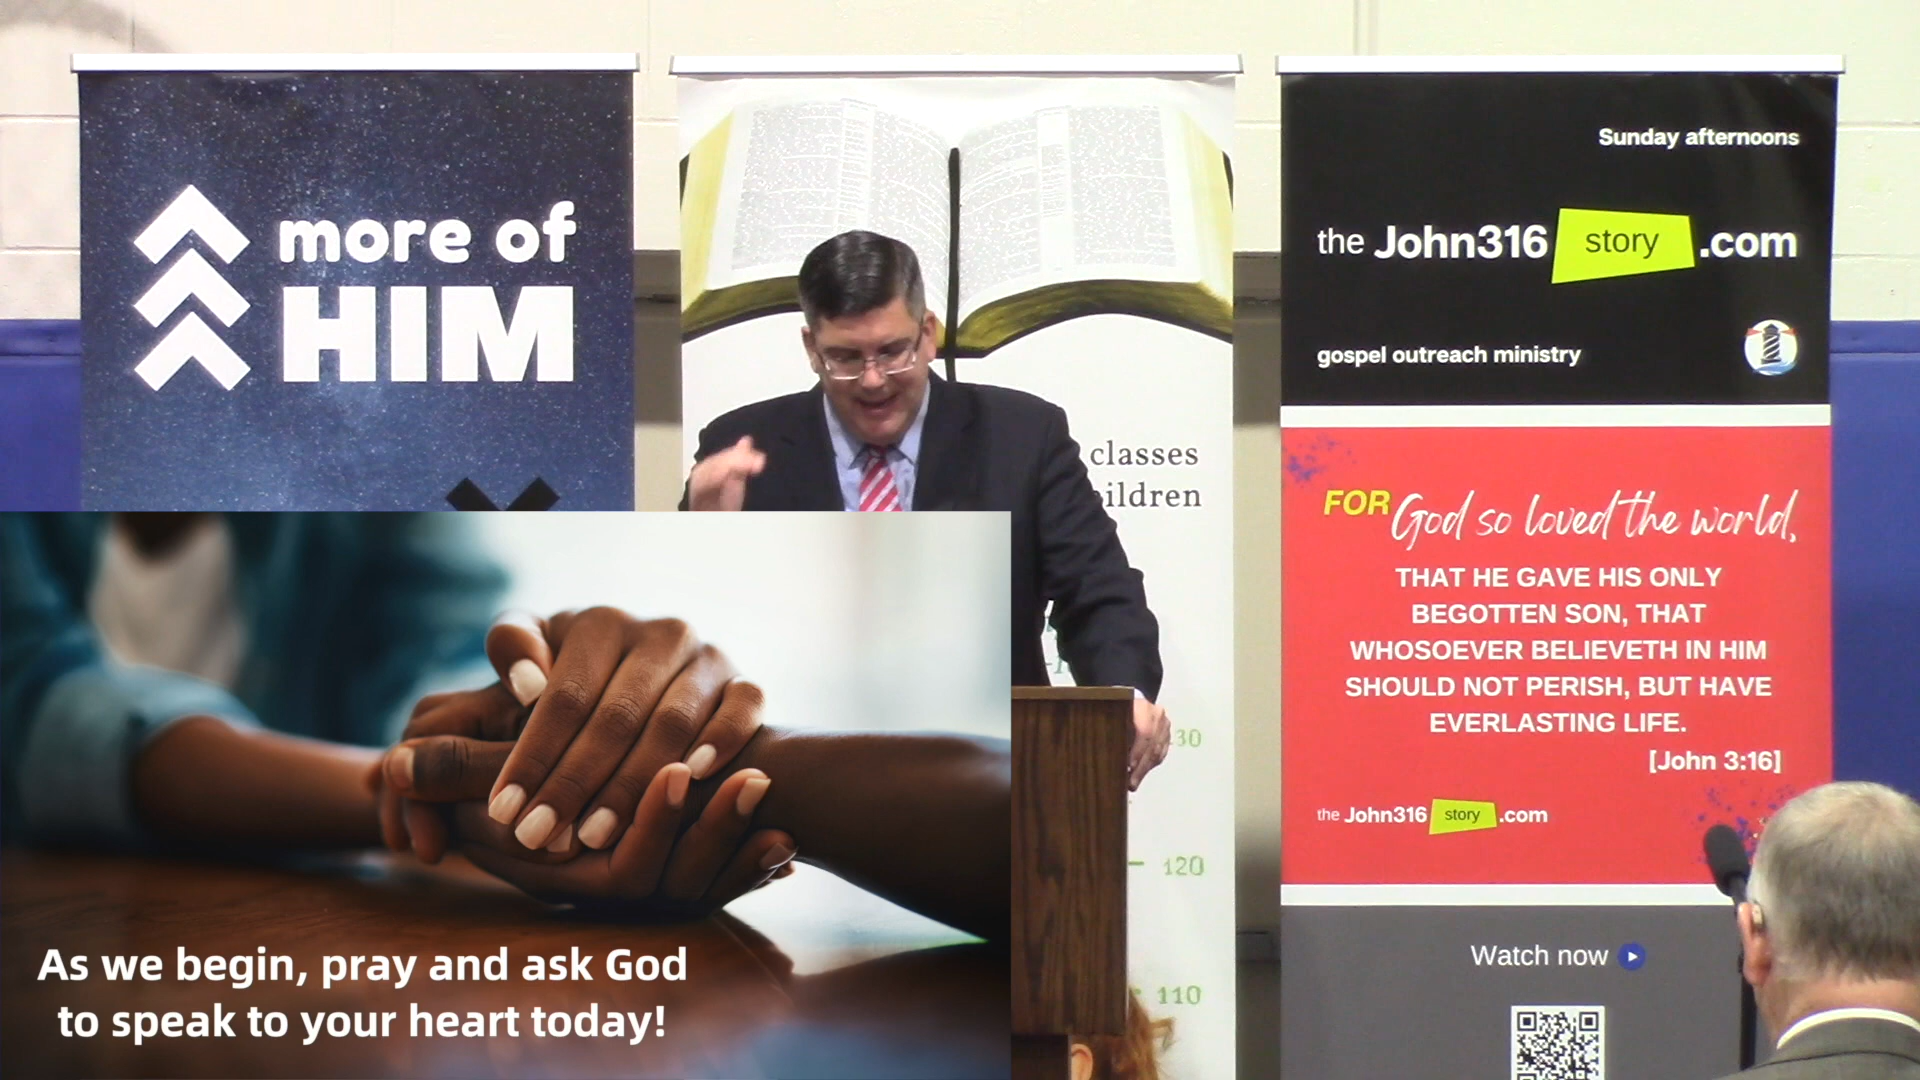 more of
HIM
classes
30
120
110
Sunday afternoons
the John316 story .com
gospel outreach ministry
FOR God so loved the world,
THAT HE GAVE HIS ONLY
BEGOTTEN SON, THAT
WHOSOEVER BELIEVETH IN HIM
SHOULD NOT PERISH, BUT HAVE
EVERLASTING LIFE.
[John 3:16]
the John316 story .com
Watch now
As we begin, pray and ask God
to speak to your heart today!